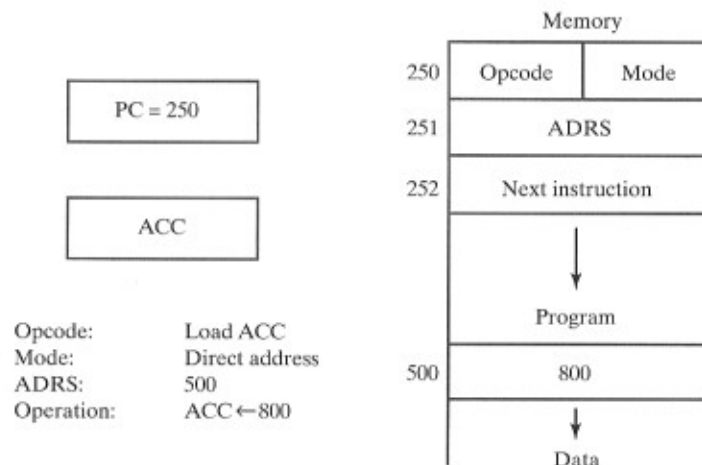 Memory
250 Opcode Mode
PC = 250
251 ADRS
252 Next instruction
ACC
Program
Opcode: Load ACC
Mode: Direct address
ADRS: 500
Operation: ACC←800
500 800
Data